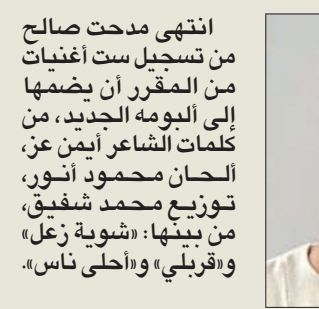 انتهى مدحت صالح
من تسجيل ست أغنيات
من المقرر أن يضمها
إلى ألبومه الجديد، من
كلمات الشاعر أيمن عز،
ألحان محمود أنور،
توزيع محمد شفيق،
من بينها: «شوية زعل»
و«قربلي» و«أحلى ناس».